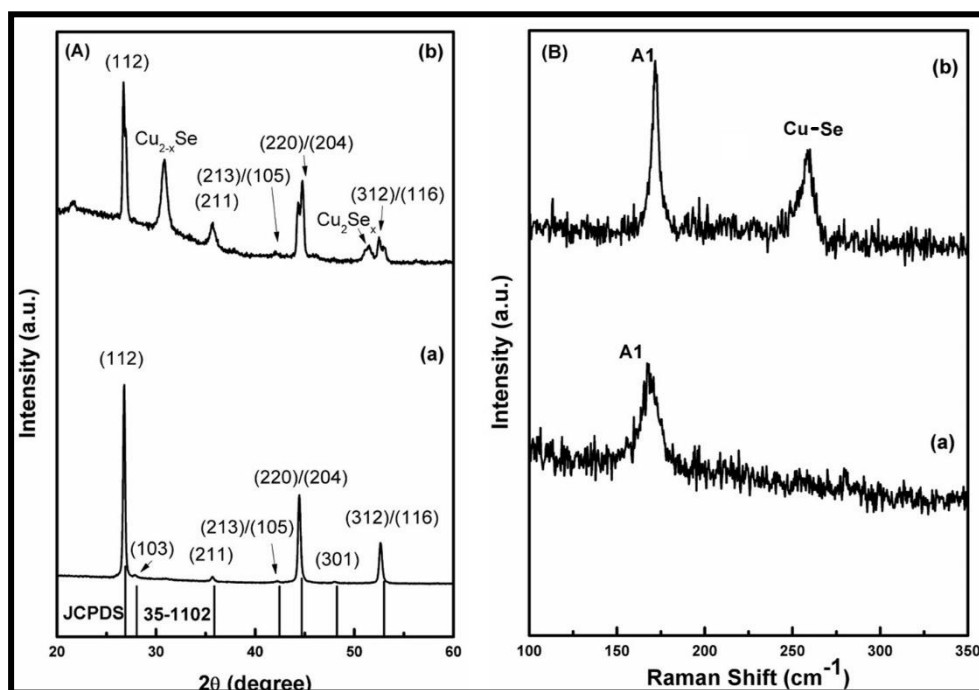 (A)
(b)
(112)
Cu2-xSe
(220)/(204)
(213)/(105)
(211)
(312)/(116)
Cu2Sex
(a)
(112)
(220)/(204)
(312)/(116)
(213)/(105)
(103)
(211)
(301)
JCPDS 35-1102
20 30 40 50 60
2θ (degree)
Intensity (a.u.)
(B)
(b)
A1
Cu-Se
A1
(a)
100 150 200 250 300 350
Raman Shift (cm-1)
Intensity (a.u.)